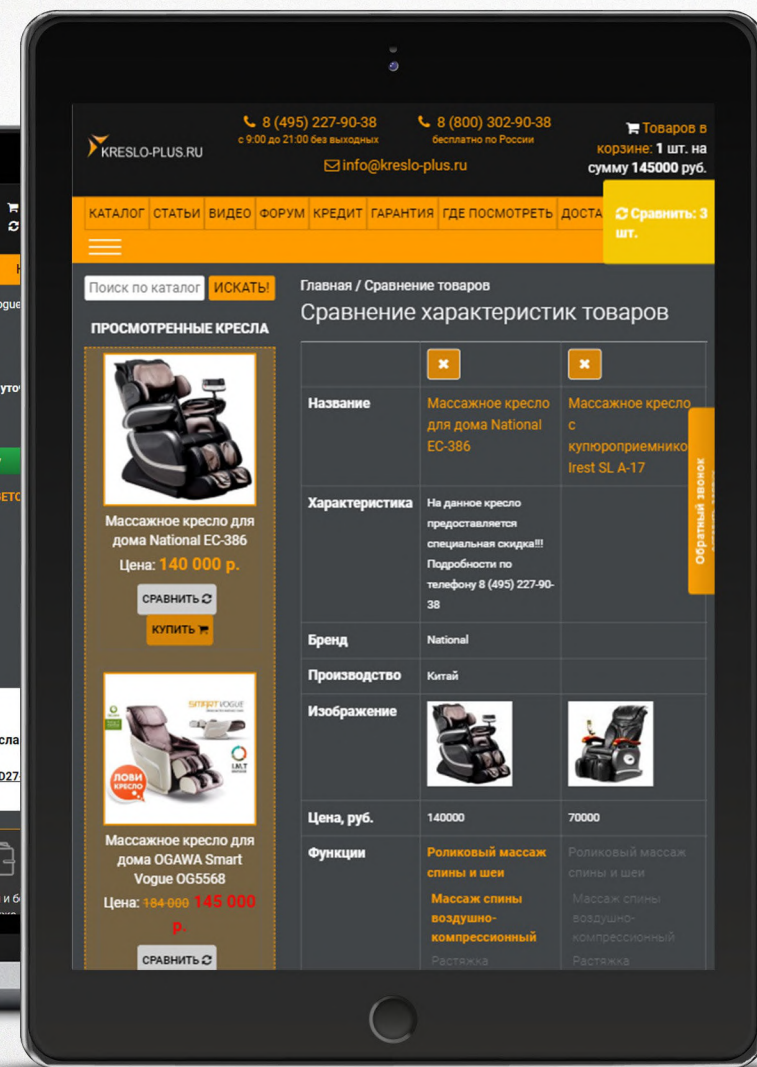 KRESLO-PLUS.RU
8 (495) 227-90-38
с 9:00 до 21:00 без выходных
8 (800) 302-90-38
бесплатно по России
info@kreslo-plus.ru
Товаров в
корзине: 1 шт. на
сумму 145000 руб.
КАТАЛОГ СТАТЬИ ВИДЕО ФОРУМ КРЕДИТ ГАРАНТИЯ ГДЕ ПОСМОТРЕТЬ ДОСТА
Сравнить: 3
шт.
Поиск по каталог ИСКАТЬ!
ПРОСМОТРЕННЫЕ КРЕСЛА
Массажное кресло для
дома National EC-386
Цена: 140 000 р.
СРАВНИТЬ
КУПИТЬ
SMART VOGUE
I.M.T
ЛОВИ
КРЕСЛО
Массажное кресло для
дома OGAWA Smart
Vogue OG5568
Цена: 184 000 145 000
р.
СРАВНИТЬ
Главная / Сравнение товаров
Сравнение характеристик товаров
Название
Массажное кресло
для дома National
EC-386
Массажное кресло
с
купюроприемнико
Irest SL A-17
Характеристика
На данное кресло
предоставляется
специальная скидка!!!
Подробности по
телефону 8 (495) 227-90-
38
Бренд
National
Производство
Китай
Изображение
Цена, руб.
140000
70000
Функции
Роликовый массаж
спины и шеи
Массаж спины
воздушно-
компрессионный
Растяжка
Роликовый массаж
спины и шеи
Массаж спины
воздушно-
компрессионный
Растяжка
Обратный звонок